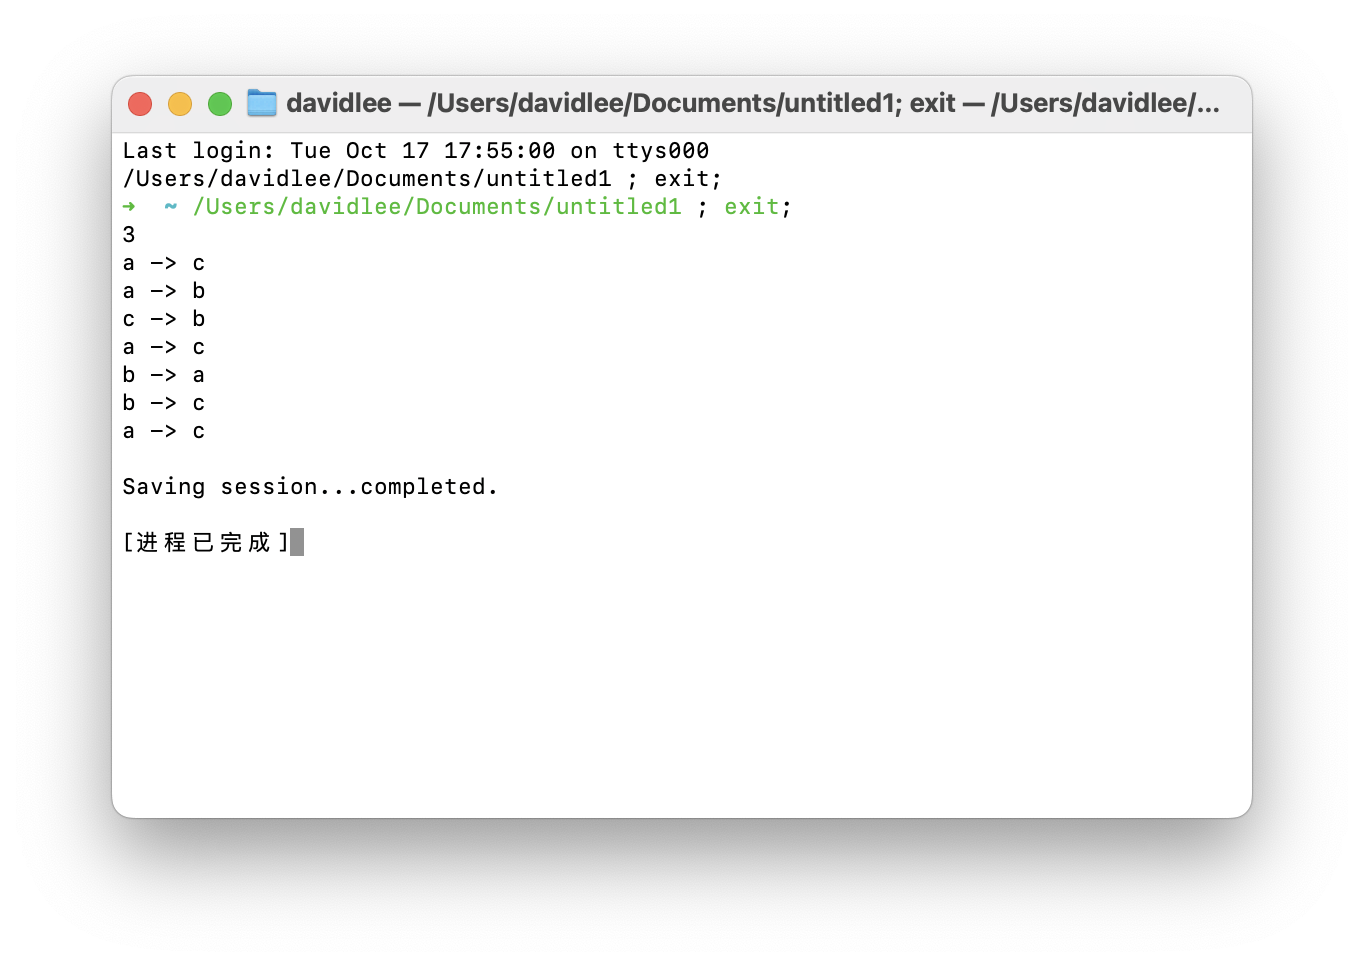 davidlee — /Users/davidlee/Documents/untitled1; exit — /Users/davidlee/...
Last login: Tue Oct 17 17:55:00 on ttys000
/Users/davidlee/Documents/untitled1 ; exit;
➜  ~ /Users/davidlee/Documents/untitled1 ; exit;
3
a —> c
a —> b
c —> b
a —> c
b —> a
b —> c
a —> c
Saving session...completed.
[进程已完成]